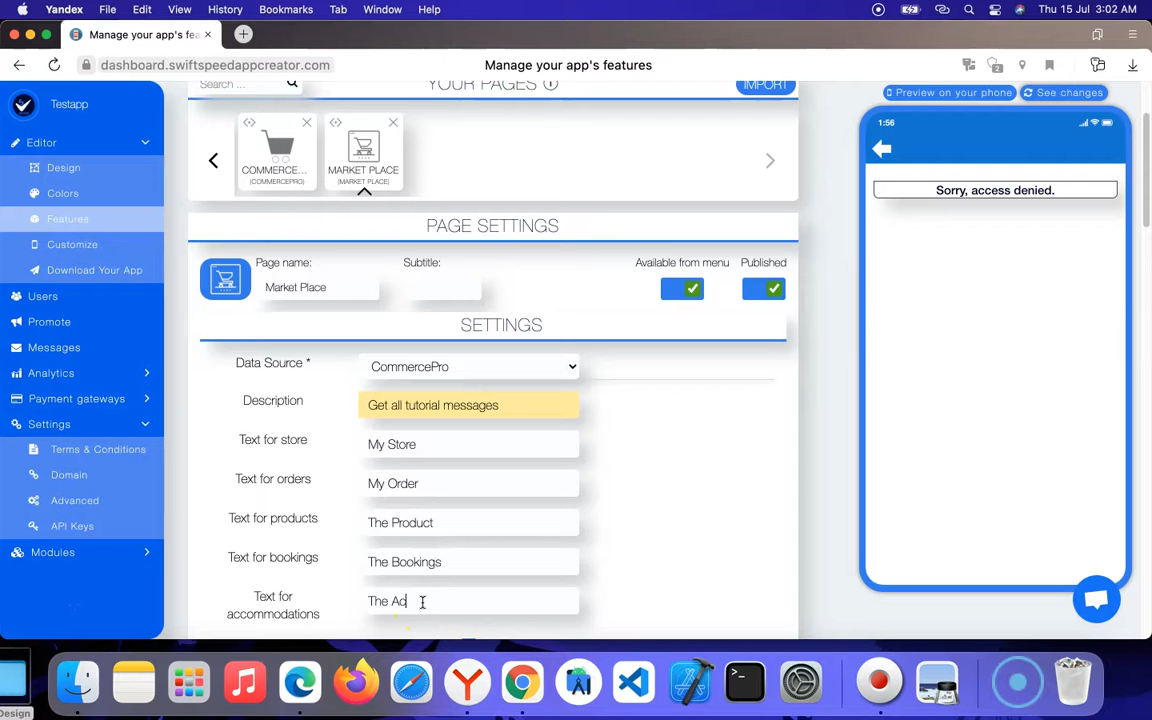 Yandex File Edit View History Bookmarks Tab Window Help Thu 15 Jul 3:02 AM
Manage your app's fea
dashboard.swiftspeedappcreator.com Manage your app's features
Testapp
Editor
Design
Colors
Features
Customize
Download Your App
Users
Promote
Messages
Analytics
Payment gateways
Settings
Terms & Conditions
Domain
Advanced
API Keys
Modules
Search ... YOUR PAGES IMPORT
COMMERCE...
(COMMERCEPRO)
MARKET PLACE
(MARKET PLACE)
PAGE SETTINGS
Page name: Subtitle: Available from menu Published
Market Place
SETTINGS
Data Source * CommercePro
Description Get all tutorial messages
Text for store My Store
Text for orders My Order
Text for products The Product
Text for bookings The Bookings
Text for
accommodations The Ad
Preview on your phone See changes
1:56
Sorry, access denied.
Design